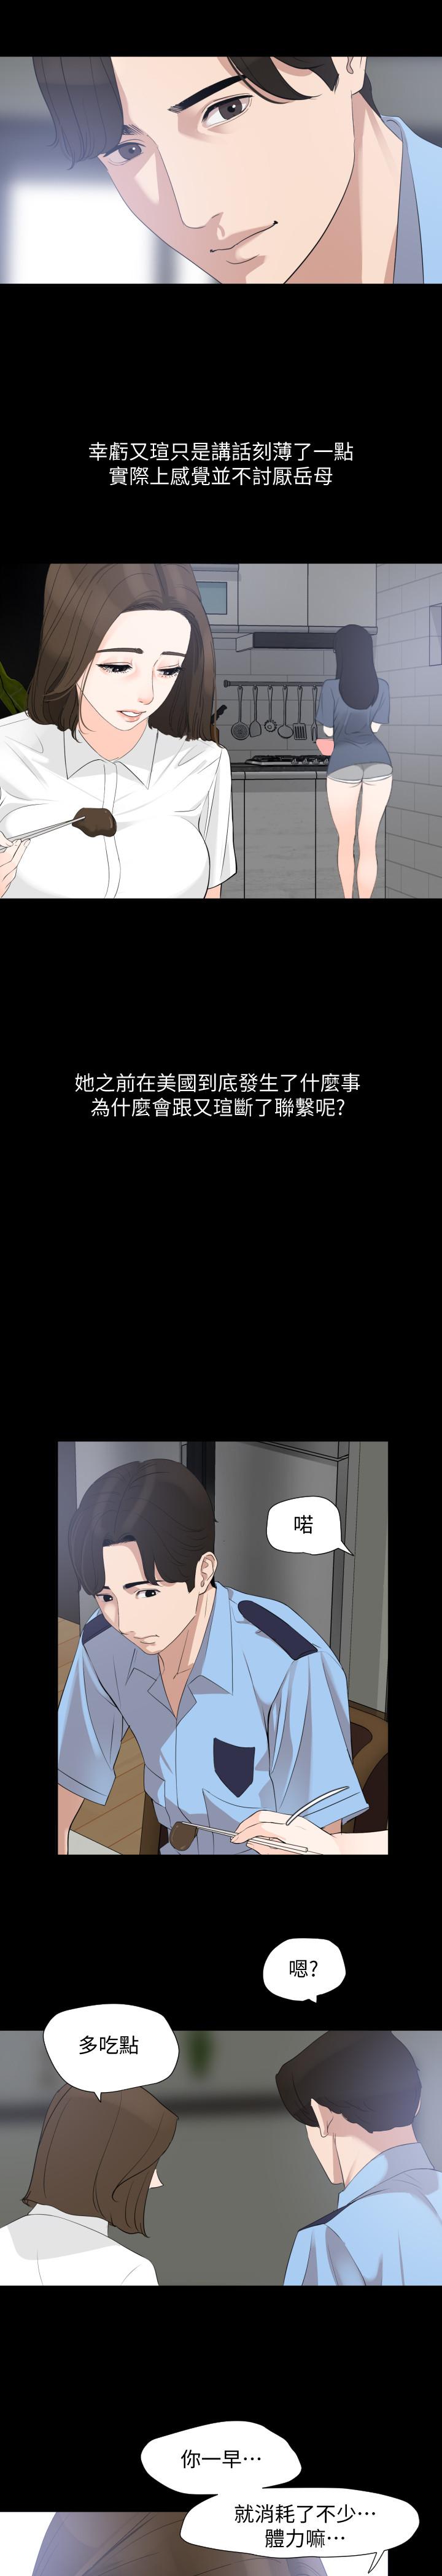 幸虧又瑄只是講話刻薄了一點
實際上感覺並不討厭岳母
她之前在美國到底發生了什麼事
為什麼會跟又瑄斷了聯繫呢?
喏
嗯?
多吃點
你一早…
就消耗了不少…
體力嘛…